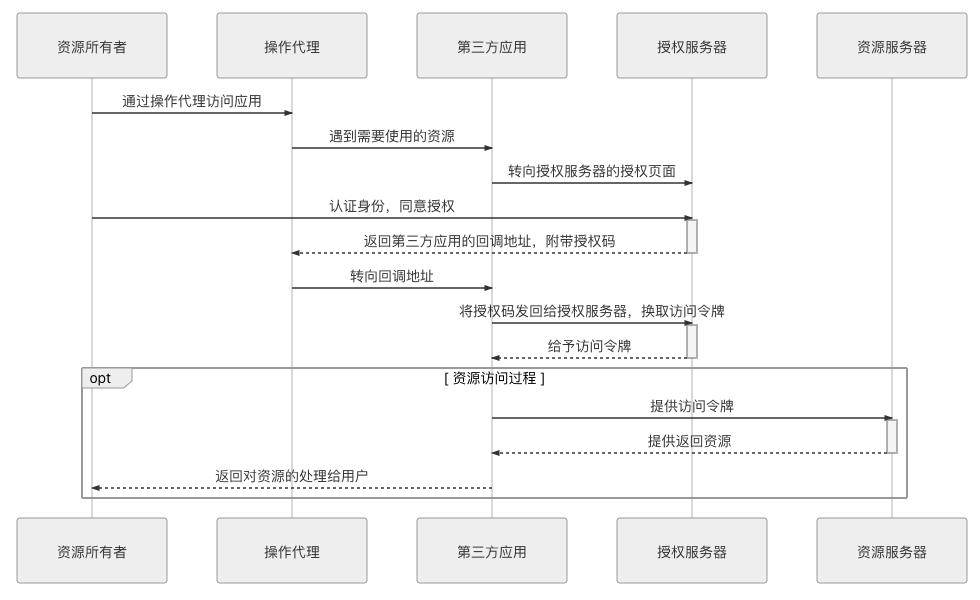 资源所有者
操作代理
第三方应用
授权服务器
资源服务器
通过操作代理访问应用
遇到需要使用的资源
转向授权服务器的授权页面
认证身份，同意授权
返回第三方应用的回调地址，附带授权码
转向回调地址
将授权码发回给授权服务器，换取访问令牌
给予访问令牌
opt
[ 资源访问过程 ]
提供访问令牌
提供返回资源
返回对资源的处理给用户
资源所有者
操作代理
第三方应用
授权服务器
资源服务器